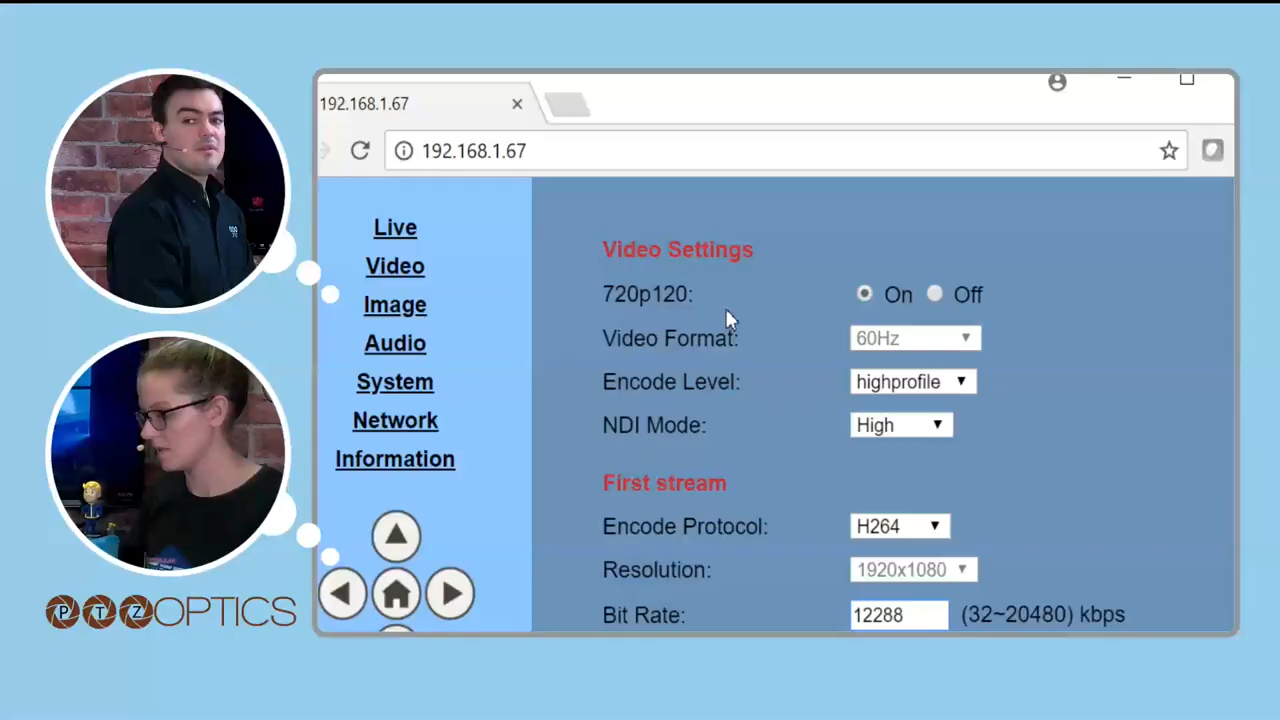 192.168.1.67
192.168.1.67
Live
Video
Image
Audio
System
Network
Information
Video Settings
720p120: On Off
Video Format: 60Hz
Encode Level: highprofile
NDI Mode: High
First stream
Encode Protocol: H264
Resolution: 1920x1080
Bit Rate: 12288 (32~20480) kbps
PTZOPTICS